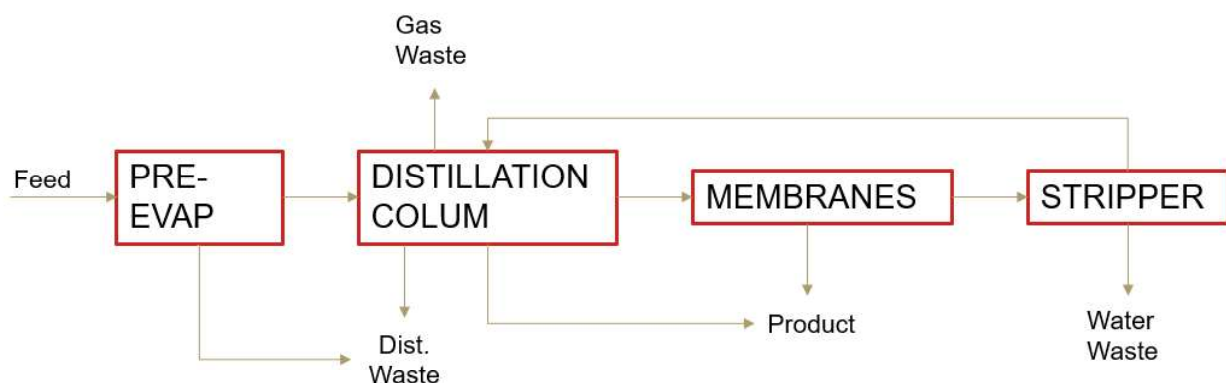 Gas
Waste
Feed
PRE-
EVAP
DISTILLATION
COLUM
MEMBRANES
STRIPPER
Dist.
Waste
Product
Water
Waste